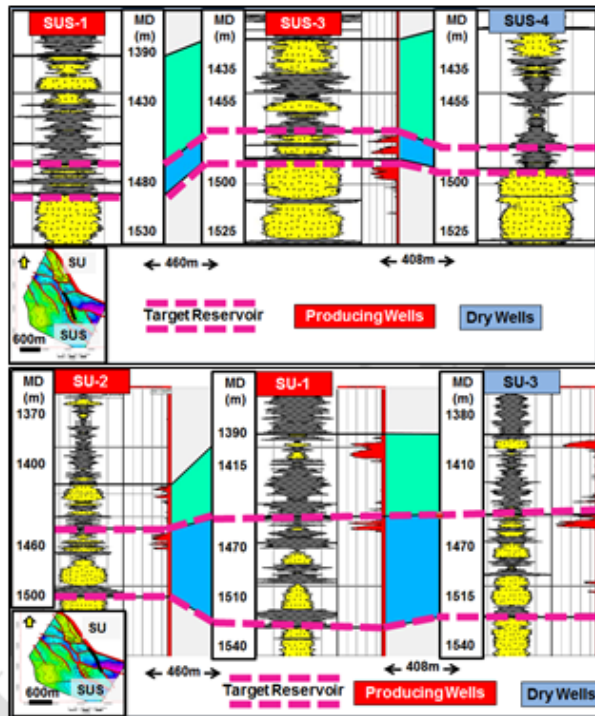 SUS-1
MD
(m)
1390
1430
1480
1530
SUS-3
MD
(m)
1435
1455
1500
1525
SUS-4
MD
(m)
1435
1455
1500
1525
460m
408m
SU
SUS
600m
Target Reservoir
Producing Wells
Dry Wells
SU-2
MD
(m)
1370
1400
1460
1500
SU-1
MD
(m)
1390
1415
1470
1510
1540
SU-3
MD
(m)
1380
1410
1470
1515
1540
460m
408m
SU
SUS
600m
Target Reservoir
Producing Wells
Dry Wells